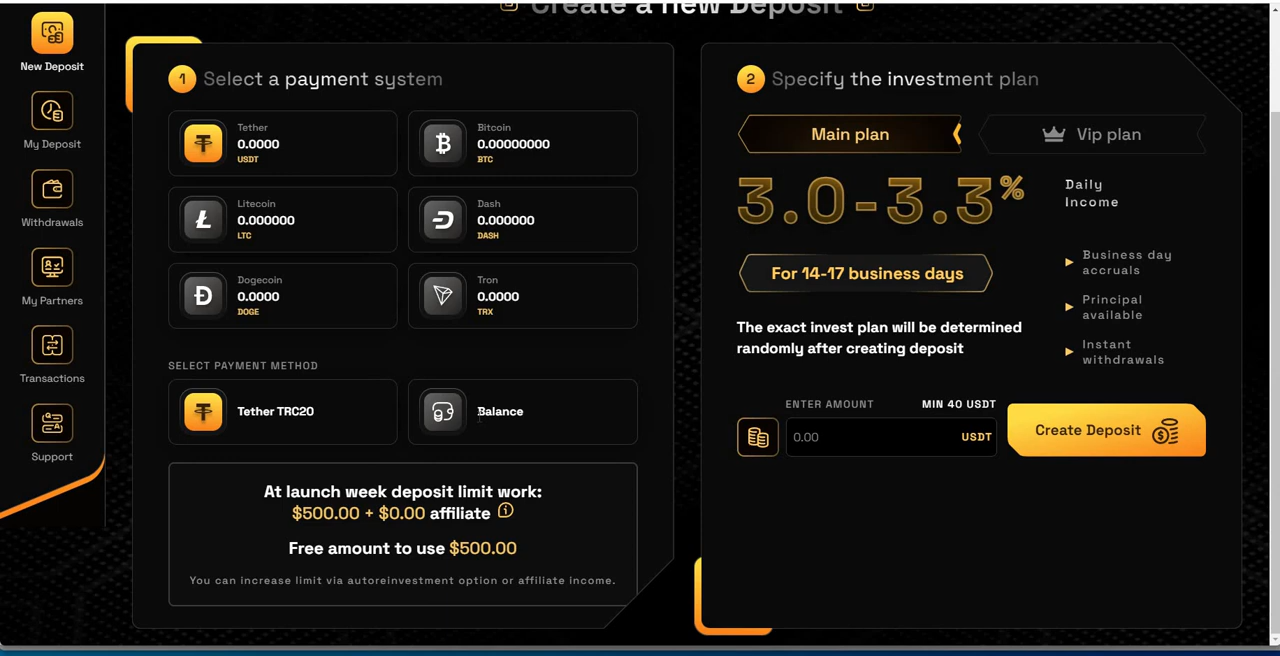 Create a new Deposit
New Deposit
My Deposit
Withdrawals
My Partners
Transactions
Support
1 Select a payment system
Tether
0.0000
USDT
Bitcoin
0.00000000
BTC
Litecoin
0.000000
LTC
Dash
0.000000
DASH
Dogecoin
0.0000
DOGE
Tron
0.0000
TRX
SELECT PAYMENT METHOD
Tether TRC20
Balance
At launch week deposit limit work:
$500.00 + $0.00 affiliate
Free amount to use $500.00
You can increase limit via autoreinvestment option or affiliate income.
2 Specify the investment plan
Main plan
Vip plan
3.0-3.3%
Daily
Income
For 14-17 business days
Business day
accruals
Principal
available
Instant
withdrawals
The exact invest plan will be determined
randomly after creating deposit
ENTER AMOUNT MIN 40 USDT
0.00 USDT
Create Deposit